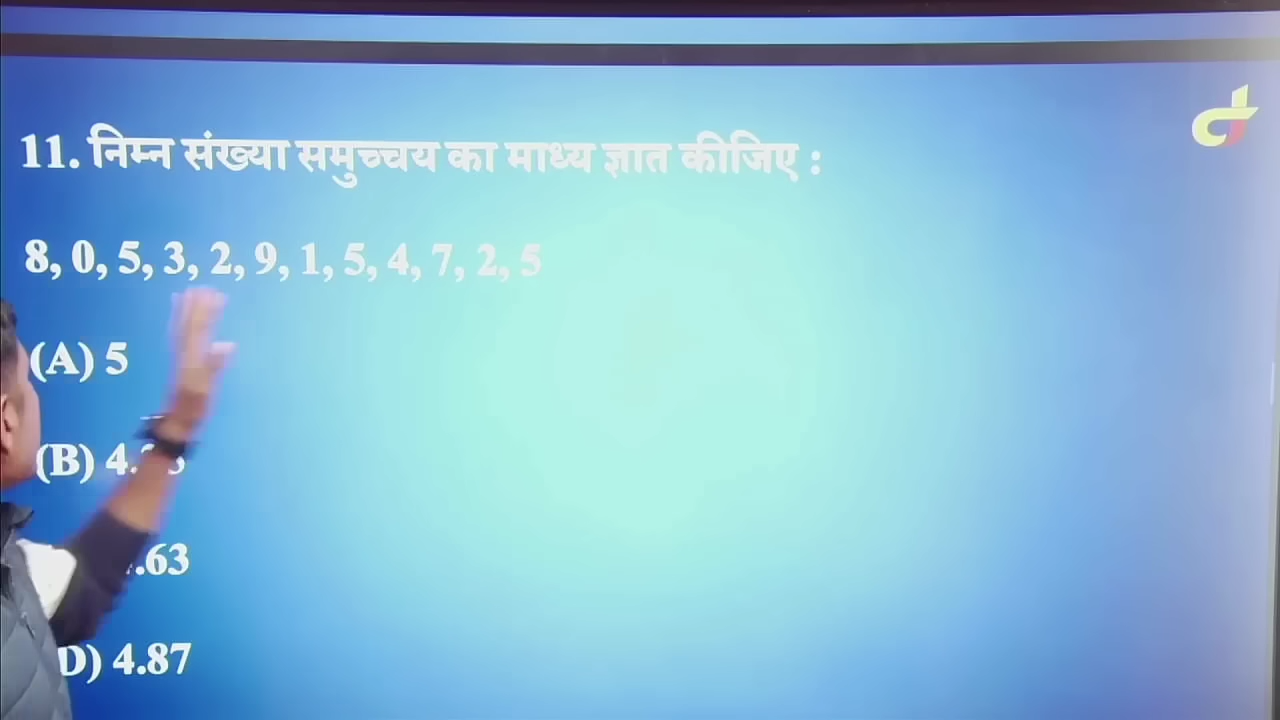 11. निम्न संख्या समुच्चय का माध्य ज्ञात कीजिए :
8, 0, 5, 3, 2, 9, 1, 5, 4, 7, 2, 5
(A) 5
(B)
.63
D) 4.87